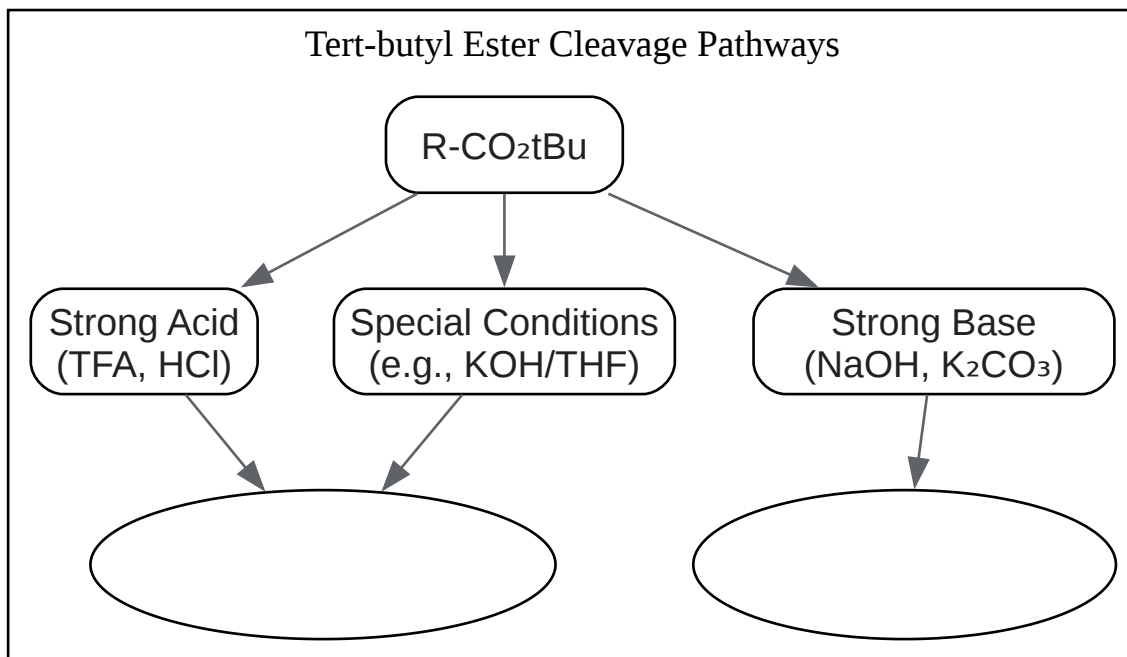 Tert-butyl Ester Cleavage Pathways
R-CO₂tBu
Strong Acid
(TFA, HCl)
Special Conditions
(e.g., KOH/THF)
Strong Base
(NaOH, K₂CO₃)